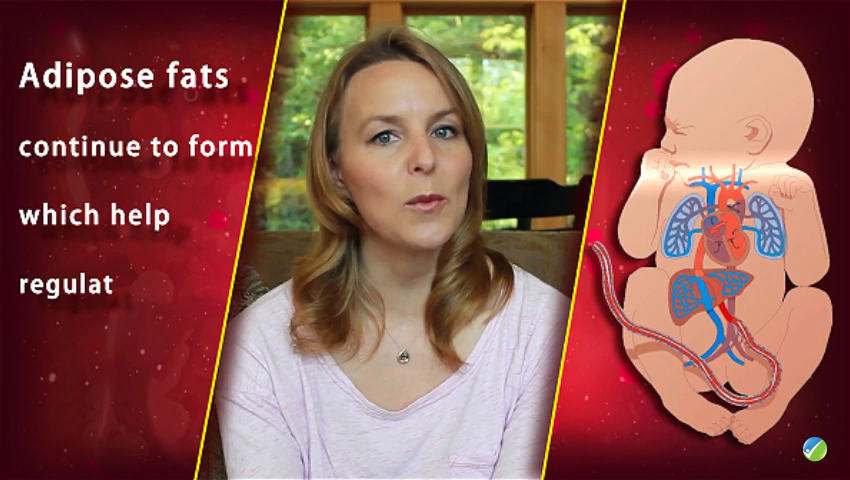 Adipose fats
continue to form
which help
regulat